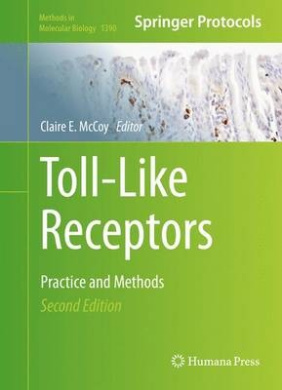 Methods in
Molecular Biology 1390
Springer Protocols
Claire E. McCoy Editor
Toll-Like
Receptors
Practice and Methods
Second Edition
Humana Press